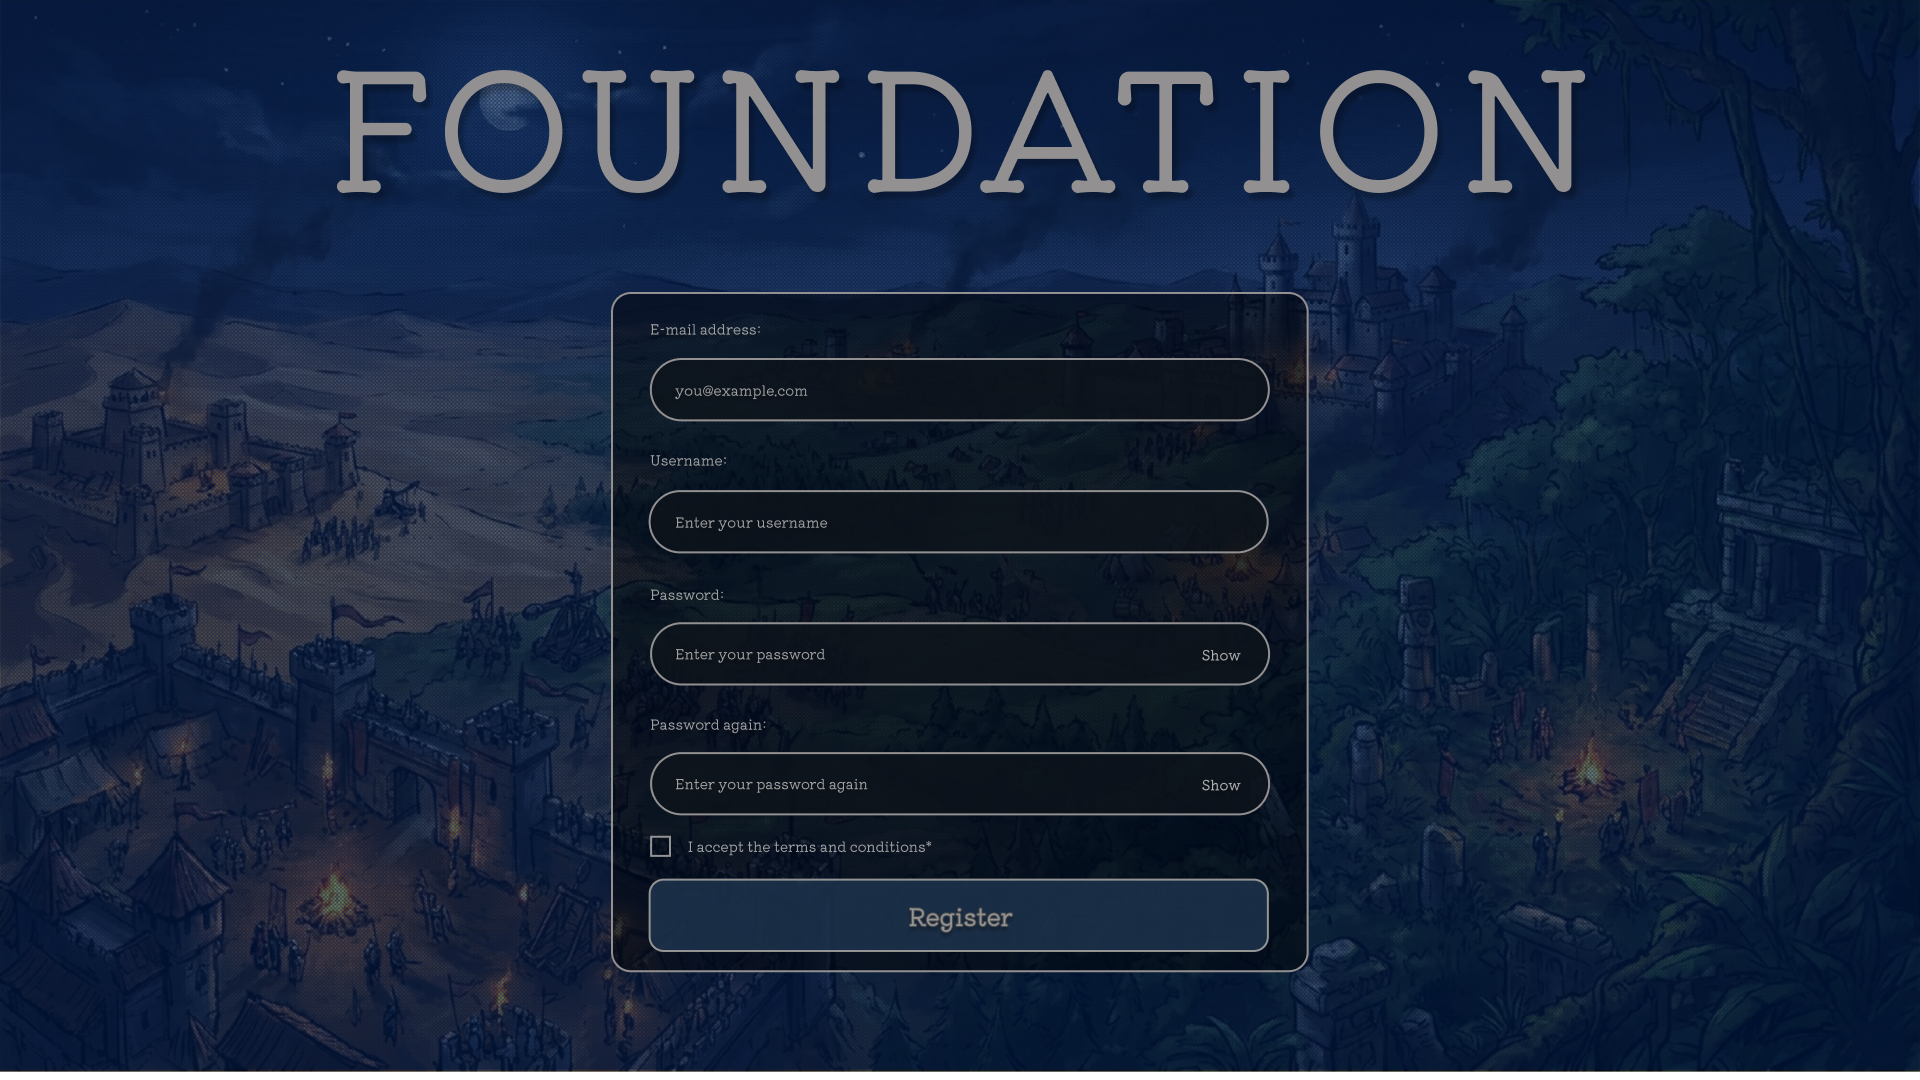 FOUNDATION
E-mail address:
you@example.com
Username:
Enter your username
Password:
Enter your password Show
Password again:
Enter your password again Show
I accept the terms and conditions*
Register